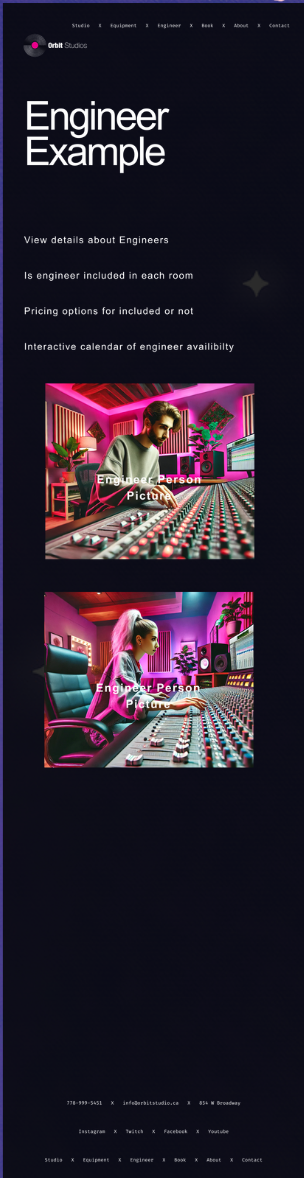 Studio X Equipment X Engineer X Book X About X Contact
Orbit Studios
Engineer
Example
View details about Engineers
Is engineer included in each room
Pricing options for included or not
Interactive calendar of engineer availibilty
Engineer Person
Picture
Engineer Person
Picture
778-999-5451 X info@orbitstudio.ca X 854 W Broadway
Instagram X Twitch X Facebook X Youtube
Studio X Equipment X Engineer X Book X About X Contact